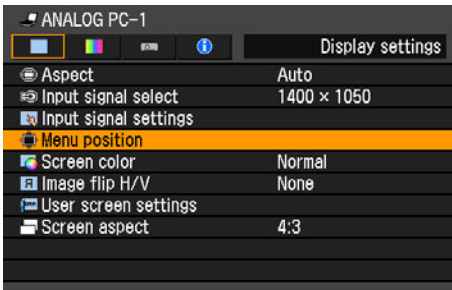 ANALOG PC-1
Display settings
Aspect Auto
Input signal select 1400 × 1050
Input signal settings
Menu position
Screen color Normal
Image flip H/V None
User screen settings
Screen aspect 4:3